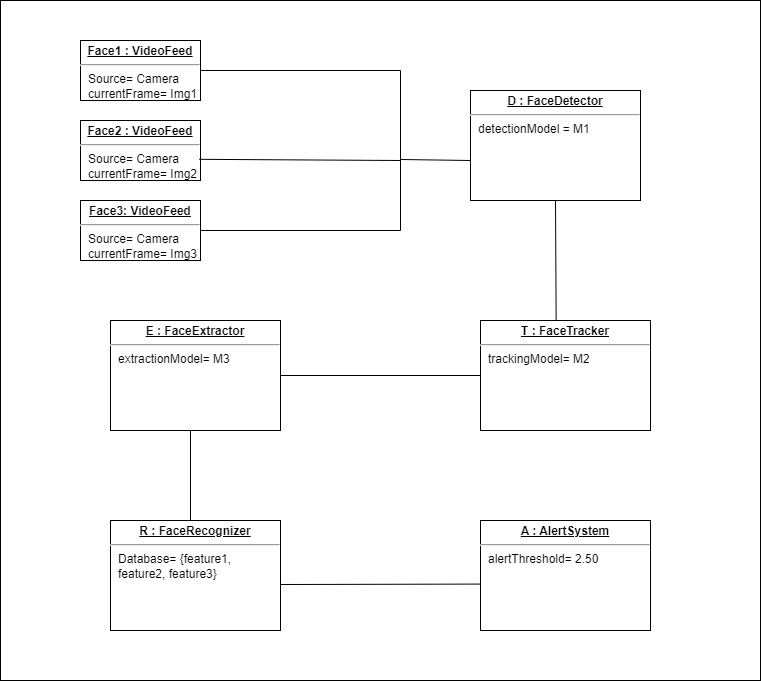 Face1 : VideoFeed
Source= Camera
currentFrame= Img1
Face2 : VideoFeed
Source= Camera
currentFrame= Img2
Face3: VideoFeed
Source= Camera
currentFrame= Img3
D : FaceDetector
detectionModel = M1
E : FaceExtractor
extractionModel= M3
T : FaceTracker
trackingModel= M2
R : FaceRecognizer
Database= {feature1,
feature2, feature3}
A : AlertSystem
alertThreshold= 2.50